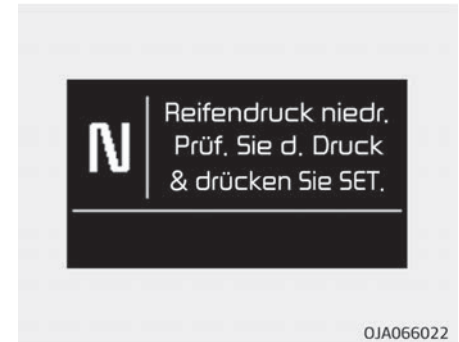 N
Reifendruck niedr.
Prüf. Sie d. Druck
& drücken Sie SET.
OJA066022